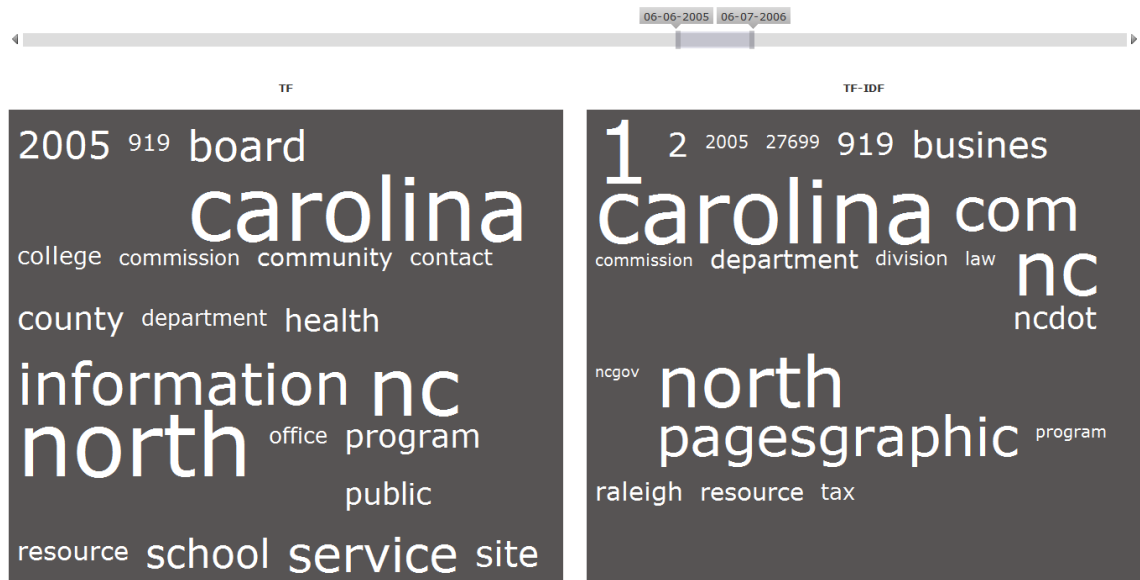 06-06-2005 06-07-2006
TF
2005 919 board
carolina
college commission community contact
county department health
information nc
north office program
public
resource school service site
TF-IDF
1 2 2005 27699 919 busines
carolina com
commission department division law nc
ncdot
ncgov north
pagesgraphic program
raleigh resource tax